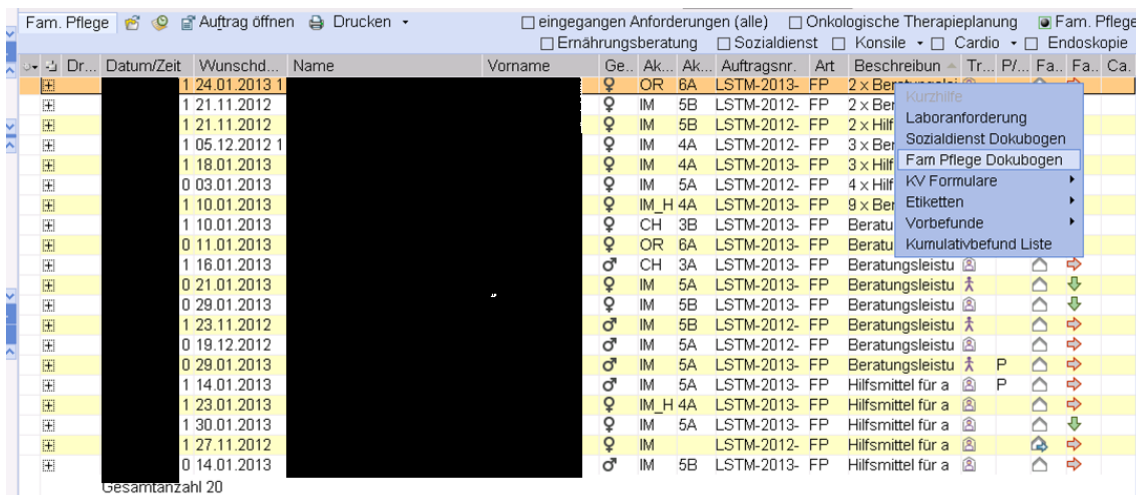 Fam. Pflege Auftrag öffnen Drucken eingegangen Anforderungen (alle) Onkologische Therapieplanung Fam. Pflege
Ernährungsberatung Sozialdienst Konsile Cardio Endoskopie
Dr... Datum/Zeit Wunschd... Name Vorname Ge.. Ak... Ak... Auftragsnr. Art Beschreibun Tr... P/... Fa.. Fa.. Ca.
1 24.01.2013 1 OR 6A LSTM-2013- FP 2 x Beratungslei
1 21.11.2012 IM 5B LSTM-2012- FP 2 x Ber
1 21.11.2012 IM 5B LSTM-2012- FP 2 x Hilf
1 05.12.2012 1 IM 4A LSTM-2012- FP 3 x Ber
1 18.01.2013 IM 4A LSTM-2013- FP 3 x Hilf
0 03.01.2013 IM 5A LSTM-2012- FP 4 x Hilf
1 10.01.2013 IM_H 4A LSTM-2013- FP 9 x Ber
1 10.01.2013 CH 3B LSTM-2013- FP Beratu
0 11.01.2013 OR 6A LSTM-2013- FP Beratu
1 16.01.2013 CH 3A LSTM-2013- FP Beratungsleistu
0 21.01.2013 IM 5A LSTM-2013- FP Beratungsleistu
0 29.01.2013 IM 5B LSTM-2013- FP Beratungsleistu
1 23.11.2012 IM 5B LSTM-2012- FP Beratungsleistu
0 19.12.2012 IM 5A LSTM-2012- FP Beratungsleistu
0 29.01.2013 IM 5A LSTM-2013- FP Beratungsleistu P
1 14.01.2013 IM 5A LSTM-2013- FP Hilfsmittel für a P
1 23.01.2013 IM_H 4A LSTM-2013- FP Hilfsmittel für a
1 30.01.2013 IM 5A LSTM-2013- FP Hilfsmittel für a
1 27.11.2012 IM LSTM-2012- FP Hilfsmittel für a
0 14.01.2013 IM 5B LSTM-2013- FP Hilfsmittel für a
Gesamtanzahl 20
Kurzhilfe
Laboranforderung
Sozialdienst Dokubogen
Fam Pflege Dokubogen
KV Formulare
Etiketten
Vorbefunde
Kumulativbefund Liste